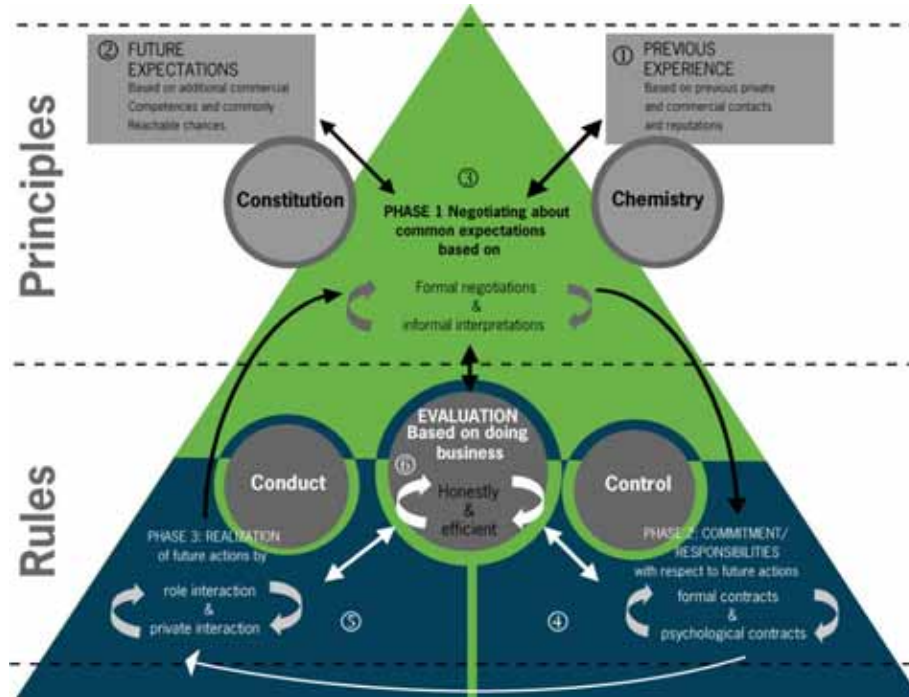 Principles
② FUTURE
EXPECTATIONS
Based on additional commercial
Competences and commonly
Reachable chances.
① PREVIOUS
EXPERIENCE
Based on previous private
and commercial contacts
and reputations
Constitution
Chemistry
③
PHASE 1 Negotiating about
common expectations
based on
Formal negotiations
&
informal interpretations
Rules
EVALUATION
Based on doing
business
⑥
Honestly
&
efficient
Conduct
Control
PHASE 3: REALIZATION
of future actions by
role interaction
&
private interaction
⑤
④
PHASE 2: COMMITMENT/
RESPONSIBILITIES
with respect to future actions
formal contracts
&
psychological contracts